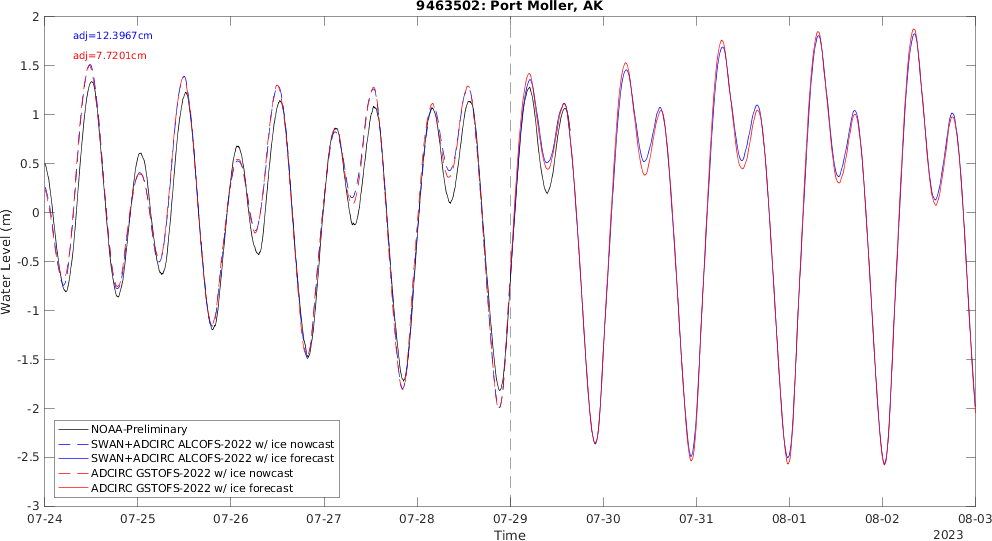 9463502: Port Moller, AK
adj=12.3967cm
adj=7.7201cm
Water Level (m)
2
1.5
1
0.5
0
-0.5
-1
-1.5
-2
-2.5
-3
NOAA-Preliminary
SWAN+ADCIRC ALCOFS-2022 w/ ice nowcast
SWAN+ADCIRC ALCOFS-2022 w/ ice forecast
ADCIRC GSTOFS-2022 w/ ice nowcast
ADCIRC GSTOFS-2022 w/ ice forecast
07-24 07-25 07-26 07-27 07-28 07-29 07-30 07-31 08-01 08-02 08-03
Time
2023